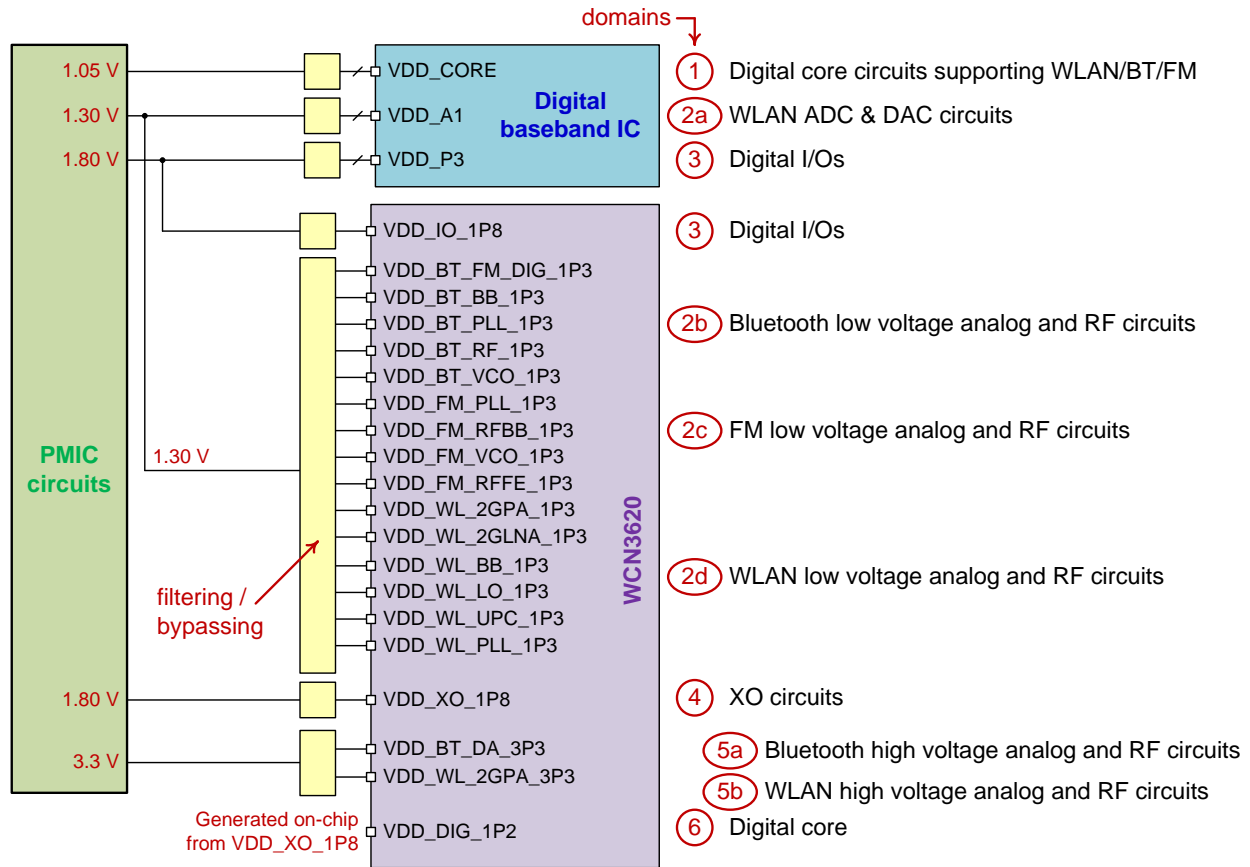 domains
1.05 V
VDD_CORE
Digital
baseband IC
1
Digital core circuits supporting WLAN/BT/FM
1.30 V
VDD_A1
2a
WLAN ADC & DAC circuits
1.80 V
VDD_P3
3
Digital I/Os
VDD_IO_1P8
3
Digital I/Os
VDD_BT_FM_DIG_1P3
VDD_BT_BB_1P3
VDD_BT_PLL_1P3
2b
Bluetooth low voltage analog and RF circuits
VDD_BT_RF_1P3
VDD_BT_VCO_1P3
VDD_FM_PLL_1P3
VDD_FM_RFBB_1P3
2c
FM low voltage analog and RF circuits
PMIC
circuits
1.30 V
VDD_FM_VCO_1P3
VDD_FM_RFFE_1P3
VDD_WL_2GPA_1P3
VDD_WL_2GLNA_1P3
WCN3620
VDD_WL_BB_1P3
2d
WLAN low voltage analog and RF circuits
filtering /
bypassing
VDD_WL_LO_1P3
VDD_WL_UPC_1P3
VDD_WL_PLL_1P3
1.80 V
VDD_XO_1P8
4
XO circuits
3.3 V
VDD_BT_DA_3P3
5a
Bluetooth high voltage analog and RF circuits
VDD_WL_2GPA_3P3
5b
WLAN high voltage analog and RF circuits
Generated on-chip
from VDD_XO_1P8
VDD_DIG_1P2
6
Digital core